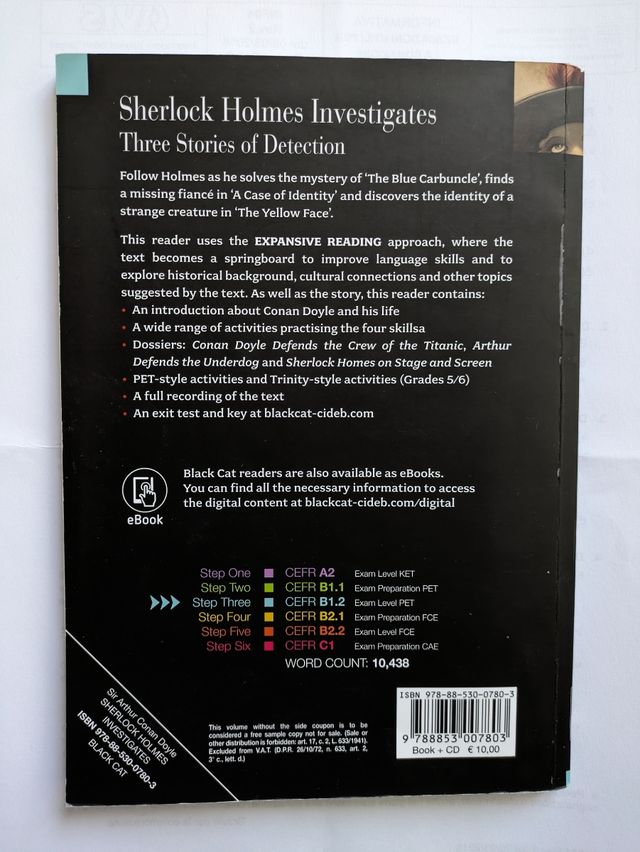 Sherlock Holmes Investigates
Three Stories of Detection
Follow Holmes as he solves the mystery of ‘The Blue Carbuncle’, finds
a missing fiancé in ‘A Case of Identity’ and discovers the identity of a
strange creature in ‘The Yellow Face’.
This reader uses the EXPANSIVE READING approach, where the
text becomes a springboard to improve language skills and to
explore historical background, cultural connections and other topics
suggested by the text. As well as the story, this reader contains:
• An introduction about Conan Doyle and his life
• A wide range of activities practising the four skillsa
• Dossiers: Conan Doyle Defends the Crew of the Titanic, Arthur
Defends the Underdog and Sherlock Homes on Stage and Screen
• PET-style activities and Trinity-style activities (Grades 5/6)
• A full recording of the text
• An exit test and key at blackcat-cideb.com
Black Cat readers are also available as eBooks.
You can find all the necessary information to access
the digital content at blackcat-cideb.com/digital
eBook
Step One CEFR A2 Exam Level KET
Step Two CEFR B1.1 Exam Preparation PET
Step Three CEFR B1.2 Exam Level PET
Step Four CEFR B2.1 Exam Preparation FCE
Step Five CEFR B2.2 Exam Level FCE
Step Six CEFR C1 Exam Preparation CAE
WORD COUNT: 10,438
Sir Arthur Conan Doyle
SHERLOCK HOLMES
INVESTIGATES
ISBN 978-88-530-0780-3
BLACK CAT
This volume without the side coupon is to be
considered a free sample copy not for sale. (Sale or
other distribution is forbidden: art. 17, c. 2, L. 633/1941).
Excluded from V.A.T. (D.P.R. 26/10/72, n. 633, art. 2,
3° c., lett. d.)
ISBN 978-88-530-0780-3
9 788853 007803
Book + CD € 10,00